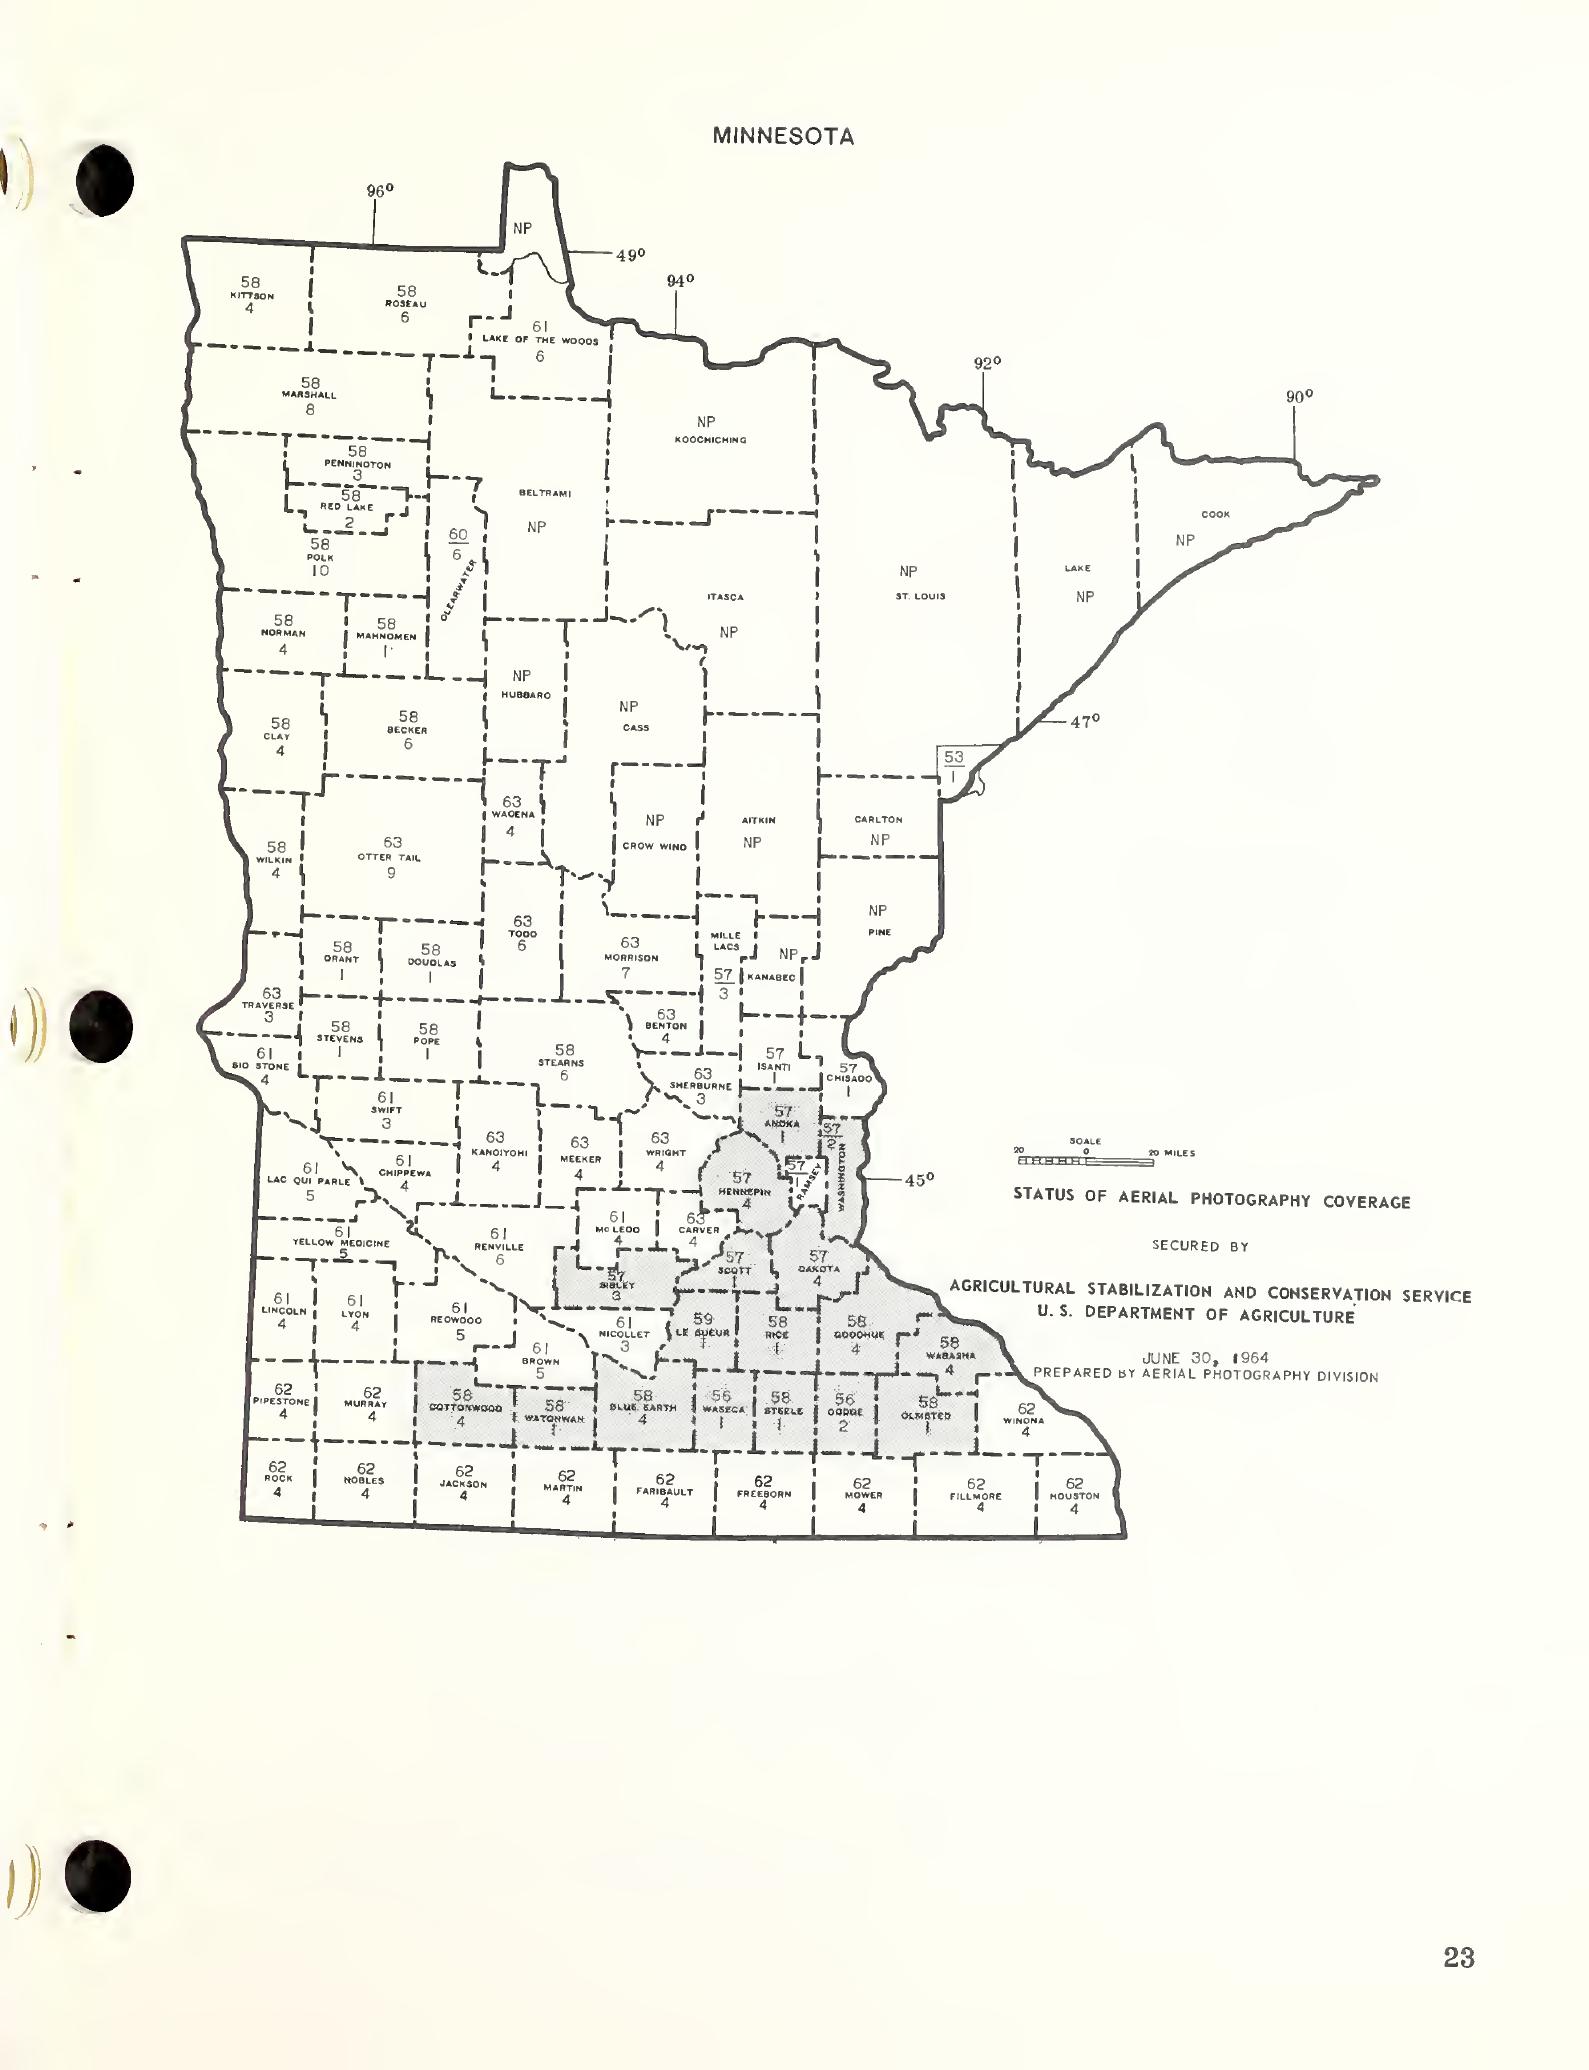 MINNESOTA
96°
NP
49°
94°
58
KITTSON
4
58
ROSEAU
6
61
LAKE OF THE WOODS
6
92°
90°
58
MARSHALL
8
NP
KOOCHICHING
58
PENNINGTON
3
58
RED LAKE
2
58
POLK
10
BELTRAMI
NP
60
6
CLEARWATER
COOK
NP
NP
ST. LOUIS
LAKE
NP
ITASCA
NP
58
NORMAN
4
58
MAHNOMEN
1
NP
HUBBARD
NP
CASS
58
CLAY
4
58
BECKER
6
47°
53
1
63
WADENA
4
NP
CROW WING
AITKIN
NP
CARLTON
NP
58
WILKIN
4
63
OTTER TAIL
9
NP
PINE
63
TODD
6
63
MORRISON
7
MILLE
LACS
57
3
NP
KANABEC
58
GRANT
1
58
DOUGLAS
1
63
TRAVERSE
3
58
STEVENS
1
58
POPE
1
63
BENTON
4
58
STEARNS
6
61
BIG STONE
4
57
ISANTI
1
57
CHISAGO
1
63
SHERBURNE
3
61
SWIFT
3
57
ANOKA
1
57
2
WASHINGTON
63
KANDIYOHI
4
63
MEEKER
4
63
WRIGHT
4
61
CHIPPEWA
4
61
LAC QUI PARLE
5
57
HENNEPIN
4
57
1
RAMSEY
45°
SCALE
20 0 20 MILES
STATUS OF AERIAL PHOTOGRAPHY COVERAGE
SECURED BY
AGRICULTURAL STABILIZATION AND CONSERVATION SERVICE
U. S. DEPARTMENT OF AGRICULTURE
JUNE 30, 1964
PREPARED BY AERIAL PHOTOGRAPHY DIVISION
61
YELLOW MEDICINE
5
61
RENVILLE
6
61
MC LEOD
4
63
CARVER
4
57
SCOTT
1
57
DAKOTA
4
57
SIBLEY
3
61
LINCOLN
4
61
LYON
4
61
REDWOOD
5
61
NICOLLET
3
59
LE SUEUR
1
58
RICE
1
58
GOODHUE
4
58
WABASHA
4
61
BROWN
5
62
PIPESTONE
4
62
MURRAY
4
58
COTTONWOOD
4
58
WATONWAN
1
58
BLUE EARTH
4
56
WASECA
1
58
STEELE
1
56
DODGE
2
58
OLMSTED
1
62
WINONA
4
62
ROCK
4
62
NOBLES
4
62
JACKSON
4
62
MARTIN
4
62
FARIBAULT
4
62
FREEBORN
4
62
MOWER
4
62
FILLMORE
4
62
HOUSTON
4
23